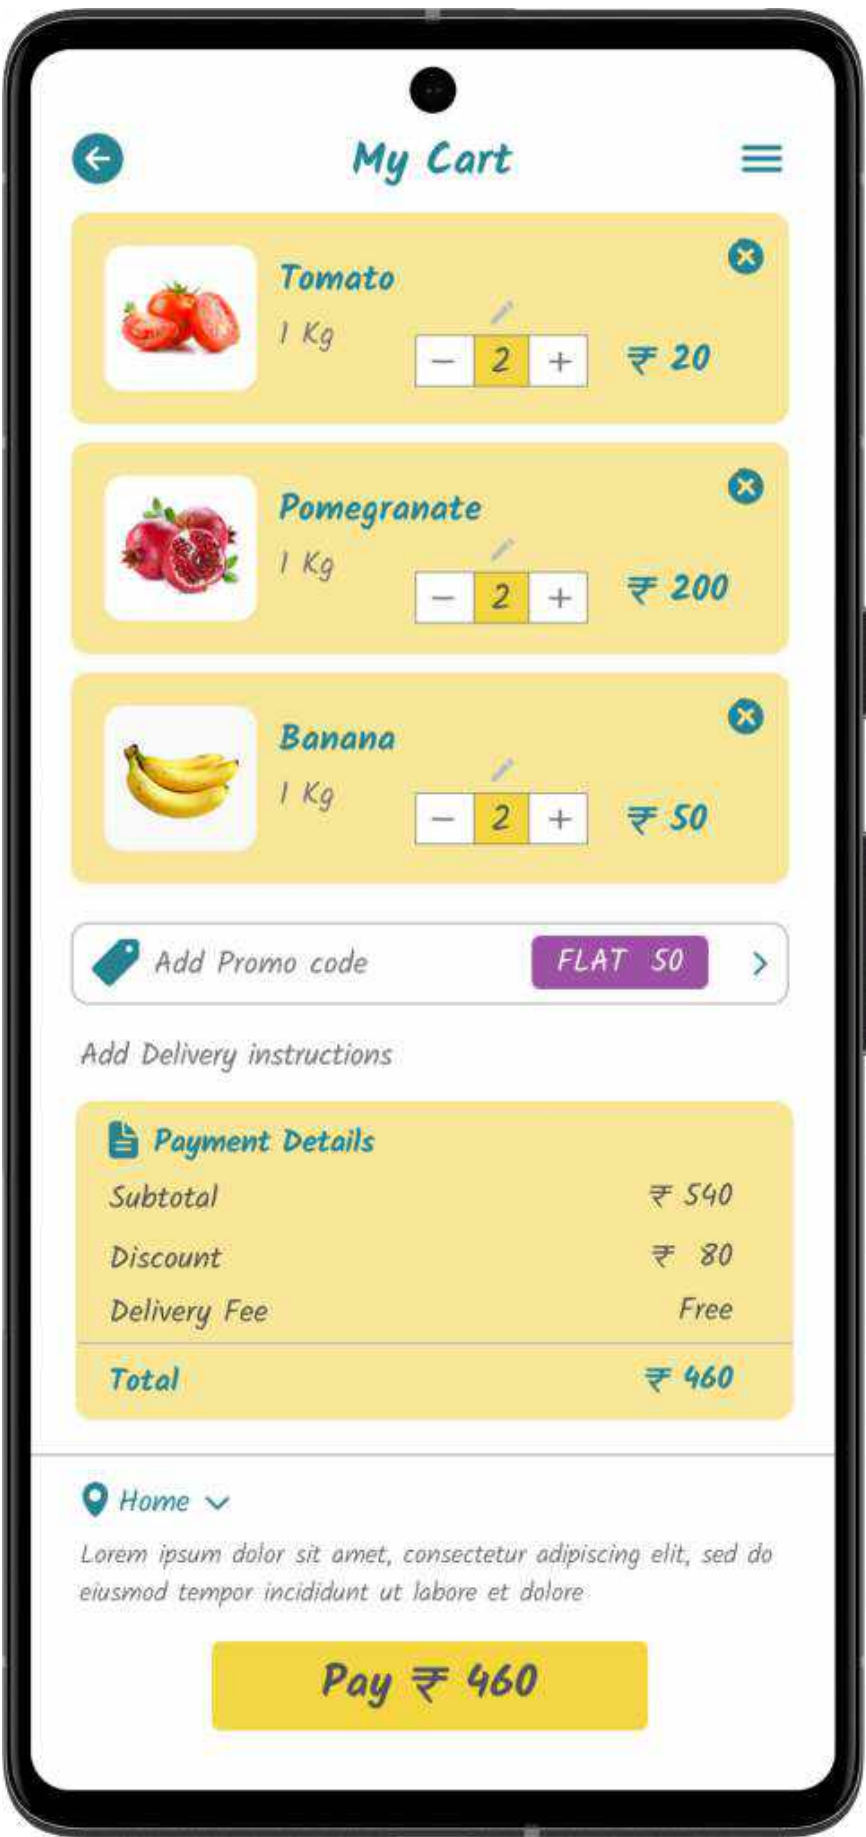 My Cart
Tomato
1 Kg
− 2 + ₹ 20
Pomegranate
1 Kg
− 2 + ₹ 200
Banana
1 Kg
− 2 + ₹ 50
Add Promo code FLAT 50
Add Delivery instructions
Payment Details
Subtotal ₹ 540
Discount ₹ 80
Delivery Fee Free
Total ₹ 460
Home
Lorem ipsum dolor sit amet, consectetur adipiscing elit, sed do
eiusmod tempor incididunt ut labore et dolore
Pay ₹ 460